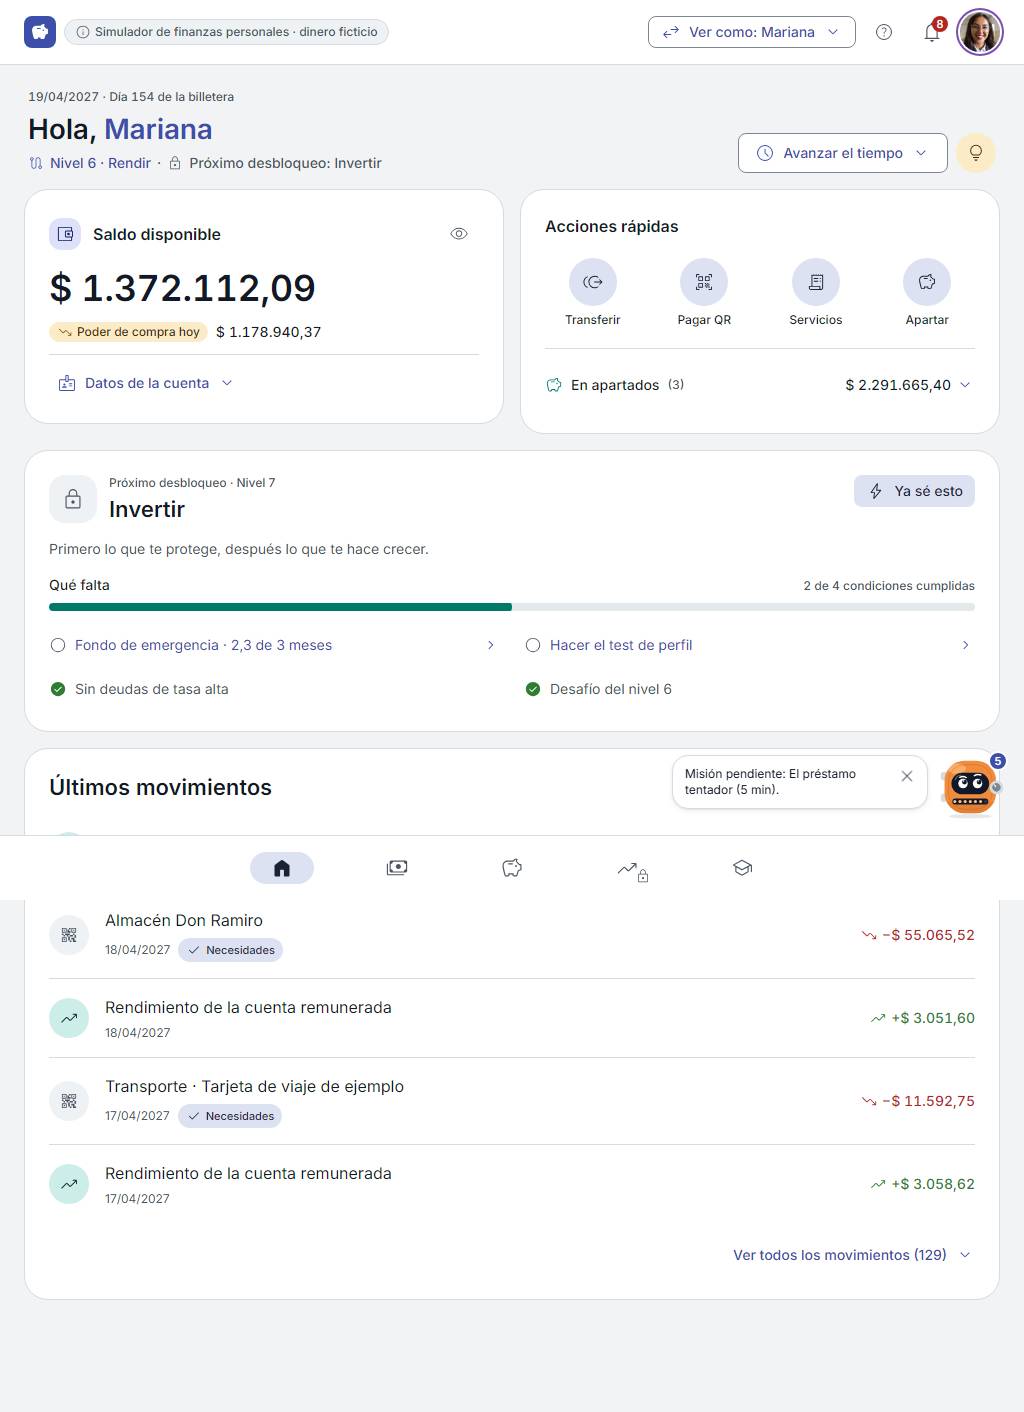 Simulador de finanzas personales · dinero ficticio
Ver como: Mariana
8
19/04/2027 · Día 154 de la billetera
Hola, Mariana
Nivel 6 · Rendir · Próximo desbloqueo: Invertir
Avanzar el tiempo
Saldo disponible
$ 1.372.112,09
Poder de compra hoy $ 1.178.940,37
Datos de la cuenta
Acciones rápidas
Transferir
Pagar QR
Servicios
Apartar
En apartados (3)
$ 2.291.665,40
Próximo desbloqueo · Nivel 7
Invertir
Ya sé esto
Primero lo que te protege, después lo que te hace crecer.
Qué falta
2 de 4 condiciones cumplidas
Fondo de emergencia · 2,3 de 3 meses
Hacer el test de perfil
Sin deudas de tasa alta
Desafío del nivel 6
Últimos movimientos
Misión pendiente: El préstamo
tentador (5 min).
5
Almacén Don Ramiro
18/04/2027 Necesidades
−$ 55.065,52
Rendimiento de la cuenta remunerada
18/04/2027
+$ 3.051,60
Transporte · Tarjeta de viaje de ejemplo
17/04/2027 Necesidades
−$ 11.592,75
Rendimiento de la cuenta remunerada
17/04/2027
+$ 3.058,62
Ver todos los movimientos (129)